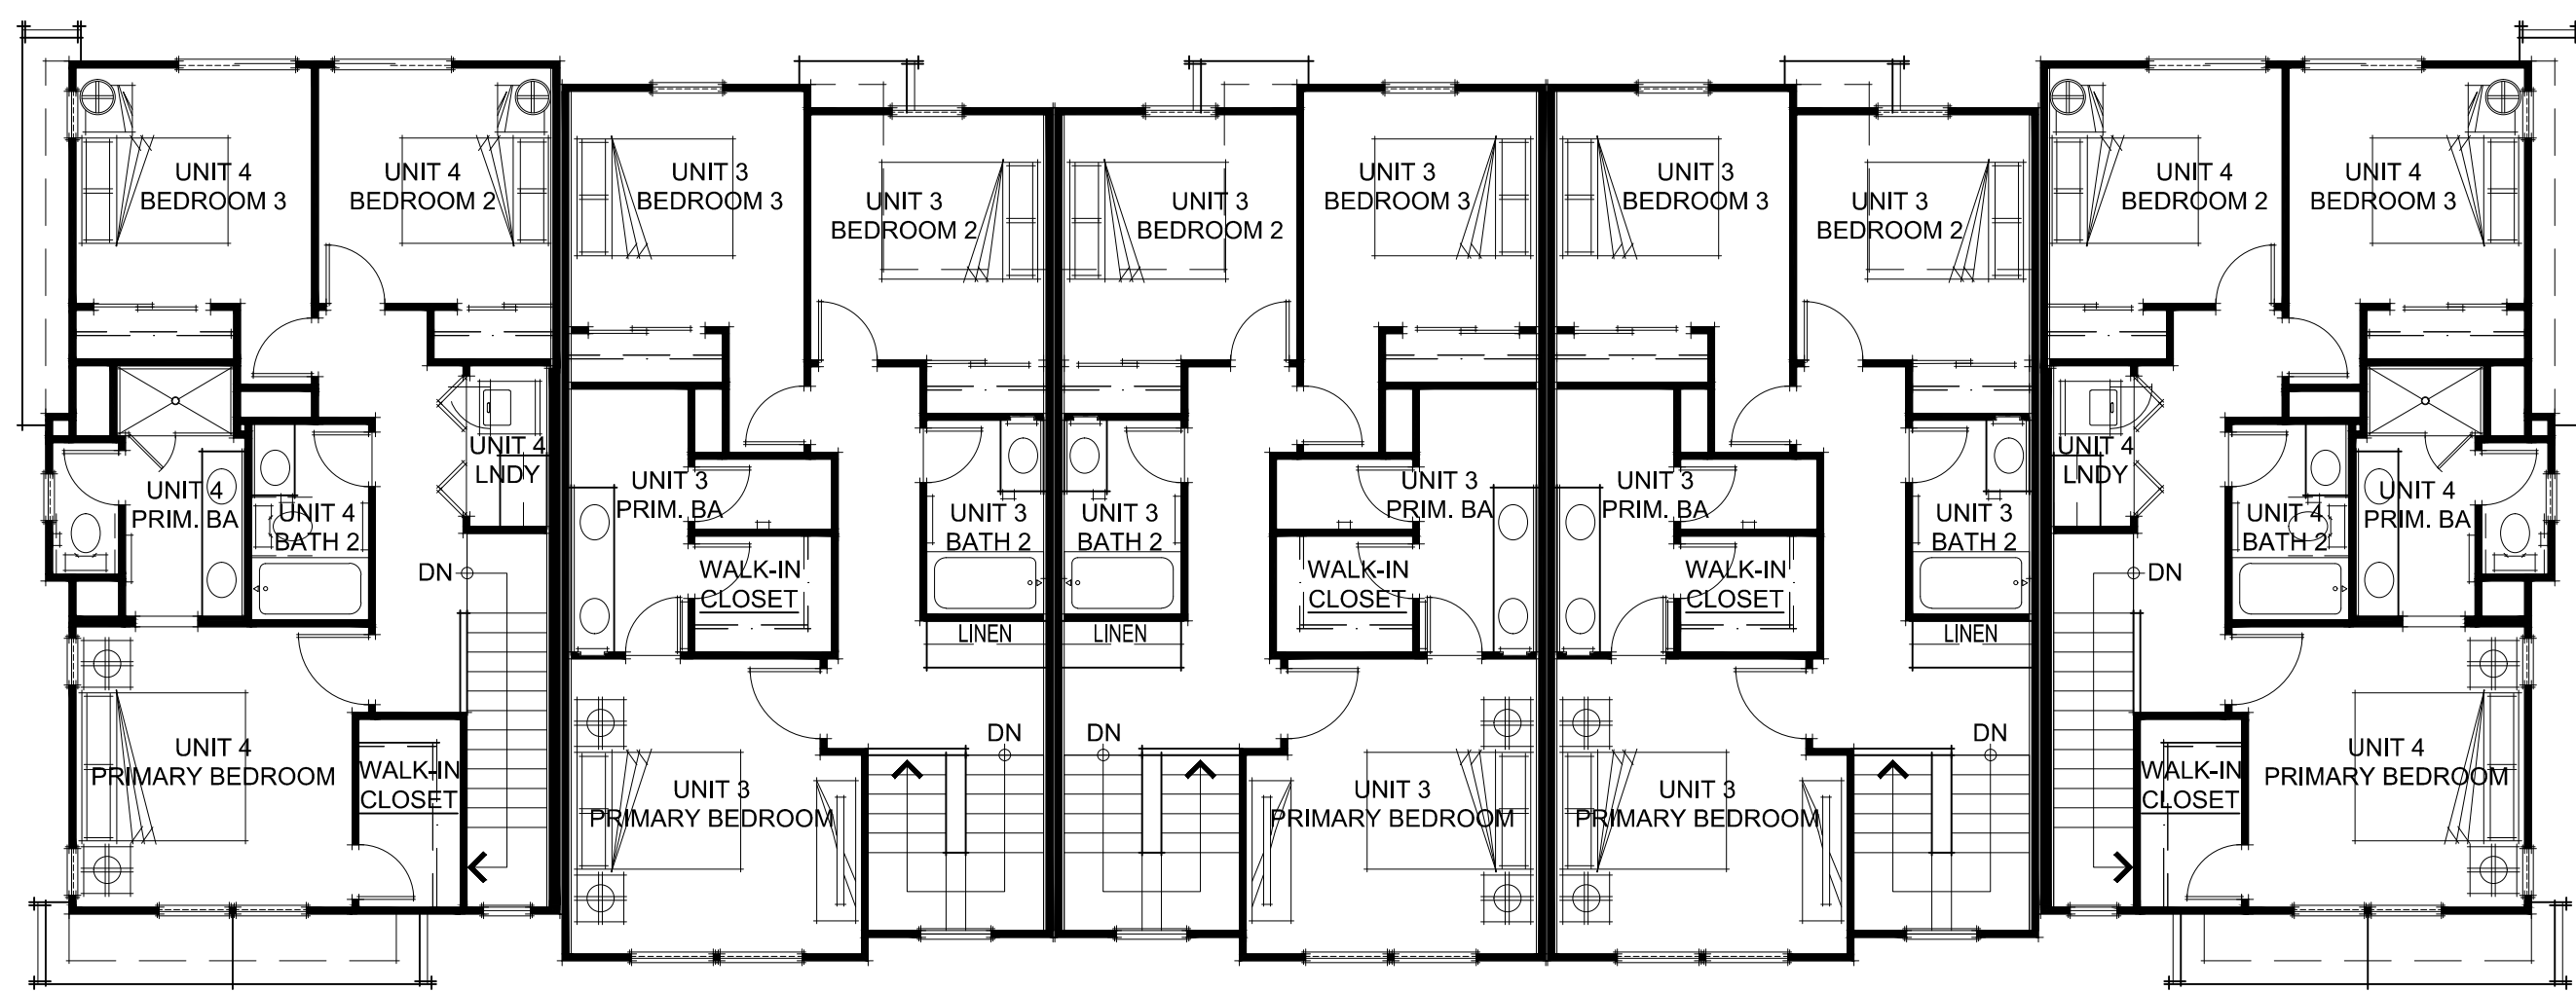 UNIT 4
BEDROOM 3
UNIT 4
BEDROOM 2
UNIT 3
BEDROOM 3
UNIT 3
BEDROOM 2
UNIT 3
BEDROOM 2
UNIT 3
BEDROOM 3
UNIT 3
BEDROOM 3
UNIT 3
BEDROOM 2
UNIT 4
BEDROOM 2
UNIT 4
BEDROOM 3
UNIT 4
PRIM. BA
UNIT 4
BATH 2
UNIT 4
LNDY
UNIT 3
PRIM. BA
UNIT 3
BATH 2
UNIT 3
BATH 2
UNIT 3
PRIM. BA
UNIT 3
PRIM. BA
UNIT 3
BATH 2
UNIT 4
LNDY
UNIT 4
BATH 2
UNIT 4
PRIM. BA
DN
WALK-IN
CLOSET
WALK-IN
CLOSET
WALK-IN
CLOSET
DN
LINEN
LINEN
LINEN
UNIT 4
PRIMARY BEDROOM
WALK-IN
CLOSET
UNIT 3
PRIMARY BEDROOM
DN
DN
UNIT 3
PRIMARY BEDROOM
UNIT 3
PRIMARY BEDROOM
DN
WALK-IN
CLOSET
UNIT 4
PRIMARY BEDROOM